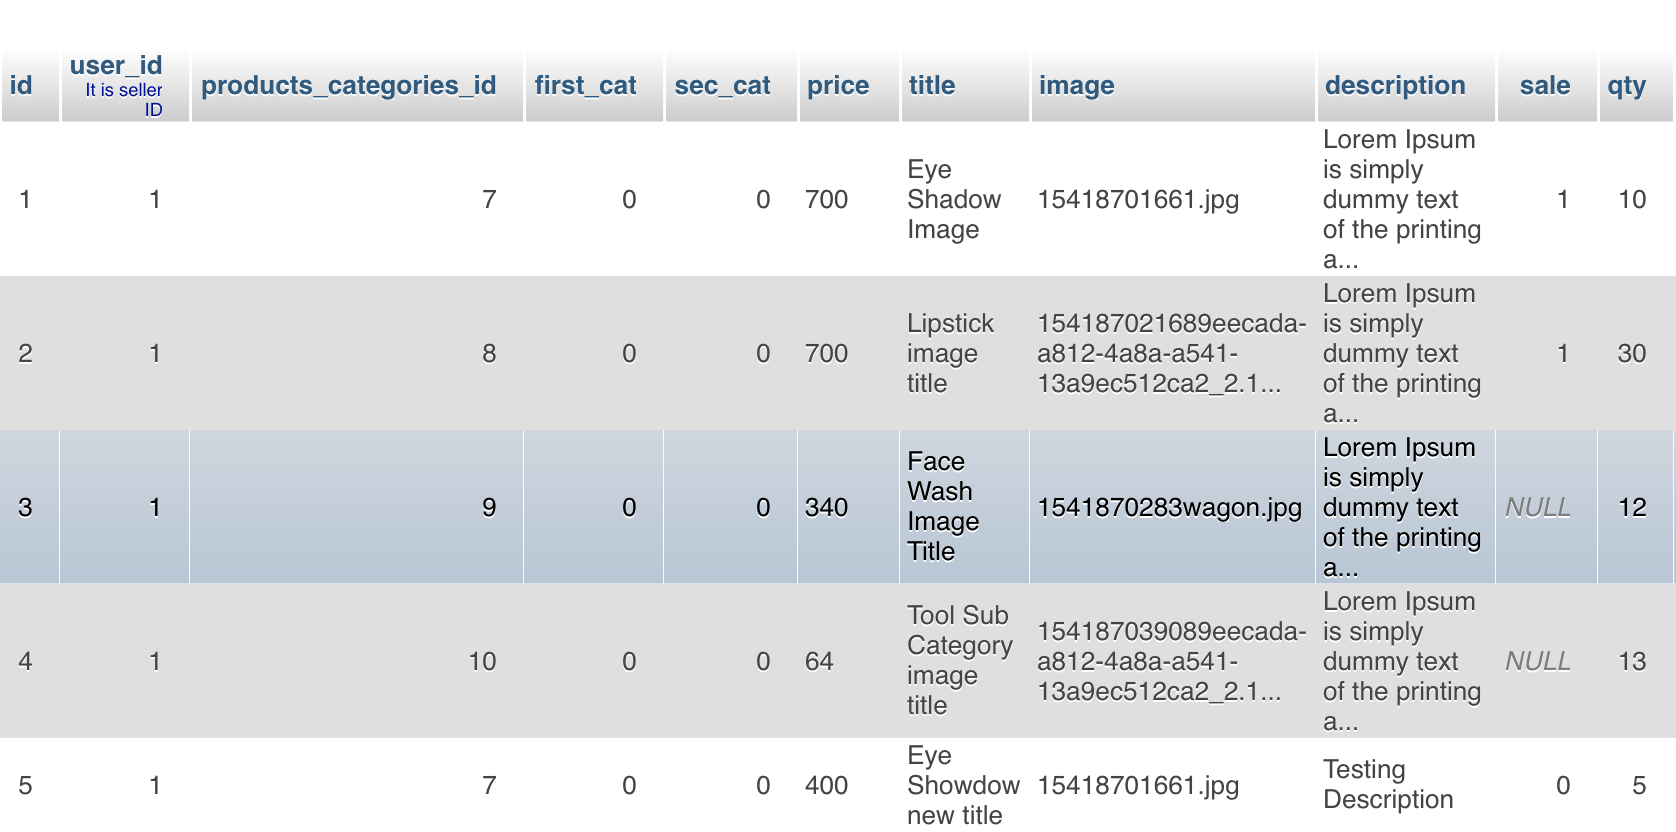 id user_id products_categories_id first_cat sec_cat price title image description sale qty
It is seller
ID
1 1 7 0 0 700 Eye Shadow Image 15418701661.jpg Lorem Ipsum is simply dummy text of the printing a... 1 10
2 1 8 0 0 700 Lipstick image title 154187021689eecada-a812-4a8a-a541-13a9ec512ca2_2.1... Lorem Ipsum is simply dummy text of the printing a... 1 30
3 1 9 0 0 340 Face Wash Image Title 1541870283wagon.jpg Lorem Ipsum is simply dummy text of the printing a... NULL 12
4 1 10 0 0 64 Tool Sub Category image title 154187039089eecada-a812-4a8a-a541-13a9ec512ca2_2.1... Lorem Ipsum is simply dummy text of the printing a... NULL 13
5 1 7 0 0 400 Eye Showdow new title 15418701661.jpg Testing Description 0 5